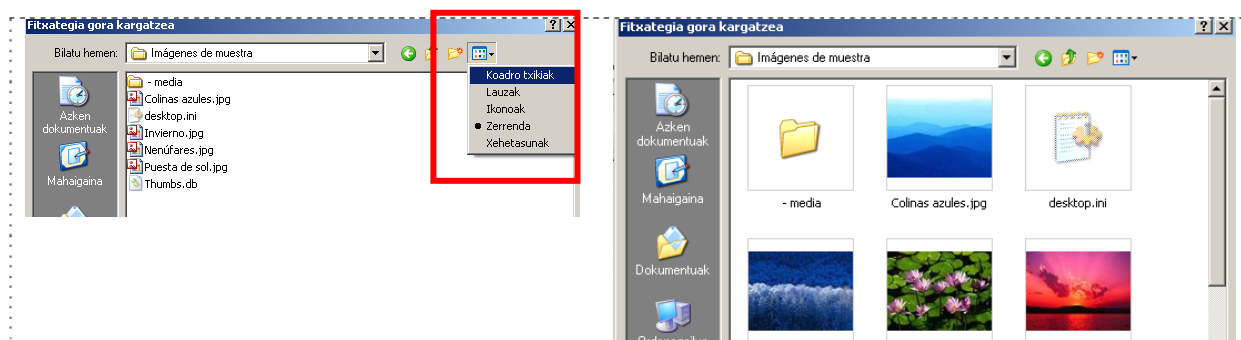 Fitxategia gora kargatzea
Bilatu hemen:
Imágenes de muestra
Koadro txikiak
Lauzak
Ikonoak
Zerrenda
Xehetasunak
Azken
dokumentuak
Mahaigaina
- media
Colinas azules.jpg
desktop.ini
Invierno.jpg
Nenúfares.jpg
Puesta de sol.jpg
Thumbs.db
Fitxategia gora kargatzea
Bilatu hemen:
Imágenes de muestra
Azken
dokumentuak
Mahaigaina
Dokumentuak
- media
Colinas azules.jpg
desktop.ini